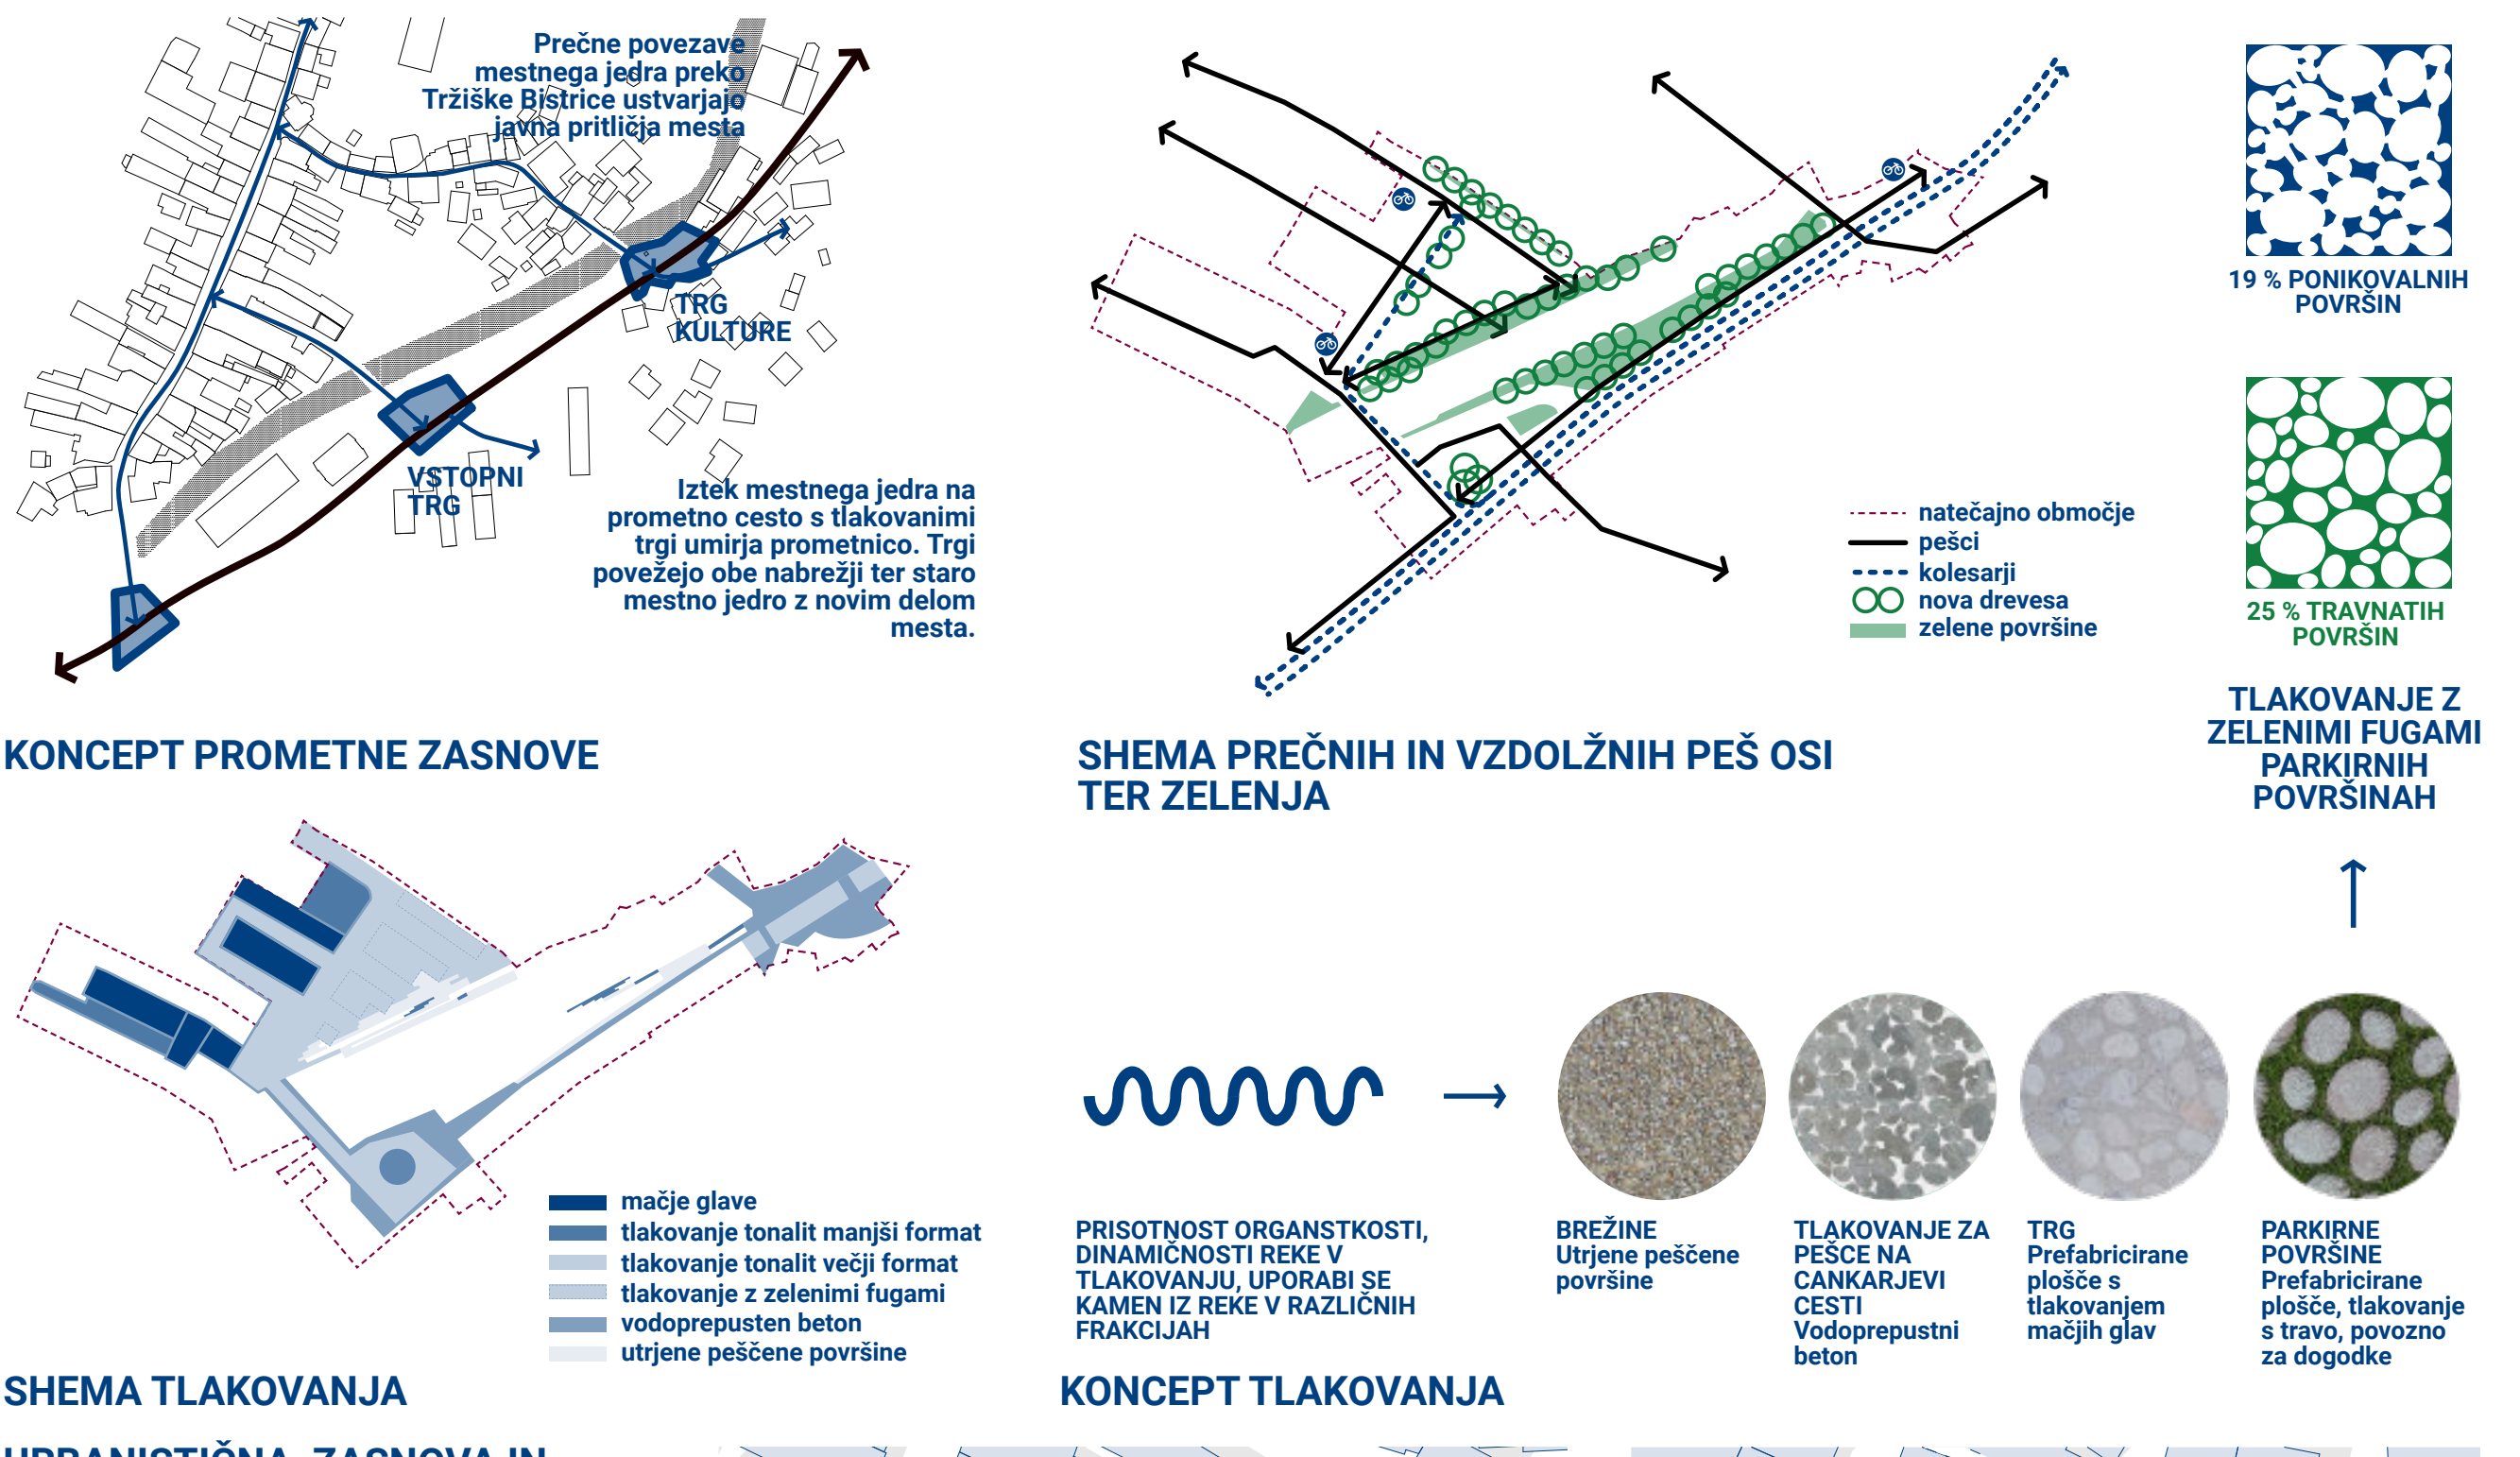 Prečne povezave
mestnega jedra preko
Tržiške Bistrice ustvarjajo
javna pritličja mesta
TRG
KULTURE
VSTOPNI
TRG
Iztek mestnega jedra na
prometno cesto s tlakovanimi
trgi umirja prometnico. Trgi
povežejo obe nabrežji ter staro
mestno jedro z novim delom
mesta.
KONCEPT PROMETNE ZASNOVE
natečajno območje
pešci
kolesarji
nova drevesa
zelene površine
SHEMA PREČNIH IN VZDOLŽNIH PEŠ OSI
TER ZELENJA
19 % PONIKOVALNIH
POVRŠIN
25 % TRAVNATIH
POVRŠIN
TLAKOVANJE Z
ZELENIMI FUGAMI
PARKIRNIH
POVRŠINAH
mačje glave
tlakovanje tonalit manjši format
tlakovanje tonalit večji format
tlakovanje z zelenimi fugami
vodoprepusten beton
utrjene peščene površine
SHEMA TLAKOVANJA
PRISOTNOST ORGANSTKOSTI,
DINAMIČNOSTI REKE V
TLAKOVANJU, UPORABI SE
KAMEN IZ REKE V RAZLIČNIH
FRAKCIJAH
BREŽINE
Utrjene peščene
površine
TLAKOVANJE ZA
PEŠCE NA
CANKARJEVI
CESTI
Vodoprepustni
beton
TRG
Prefabricirane
plošče s
tlakovanjem
mačjih glav
PARKIRNE
POVRŠINE
Prefabricirane
plošče, tlakovanje
s travo, povozno
za dogodke
KONCEPT TLAKOVANJA
URBANISTIČNA ZASNOVA IN